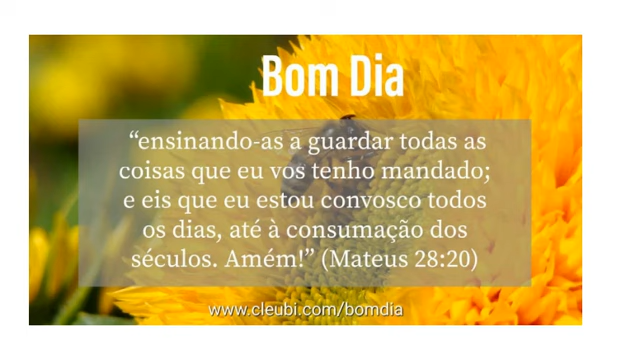 Bom Dia
“ensinando-as a guardar todas as
coisas que eu vos tenho mandado;
e eis que eu estou convosco todos
os dias, até à consumação dos
séculos. Amém!” (Mateus 28:20)
www.cleubi.com/bomdia